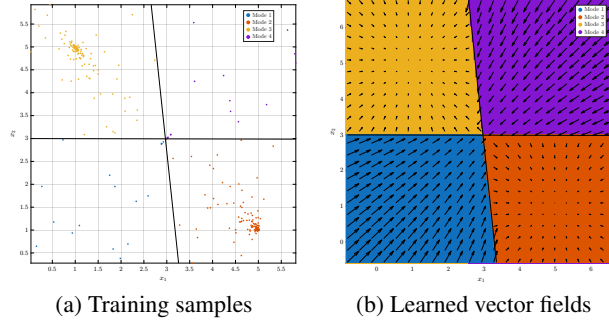 Mode 1
Mode 2
Mode 3
Mode 4
5.5
5
4.5
4
3.5
3
2.5
2
1.5
1
0.5
x₂
0.5 1 1.5 2 2.5 3 3.5 4 4.5 5 5.5
x₁
(a) Training samples
Mode 1
Mode 2
Mode 3
Mode 4
6
5
4
3
2
1
0
x₂
0 1 2 3 4 5 6
x₁
(b) Learned vector fields